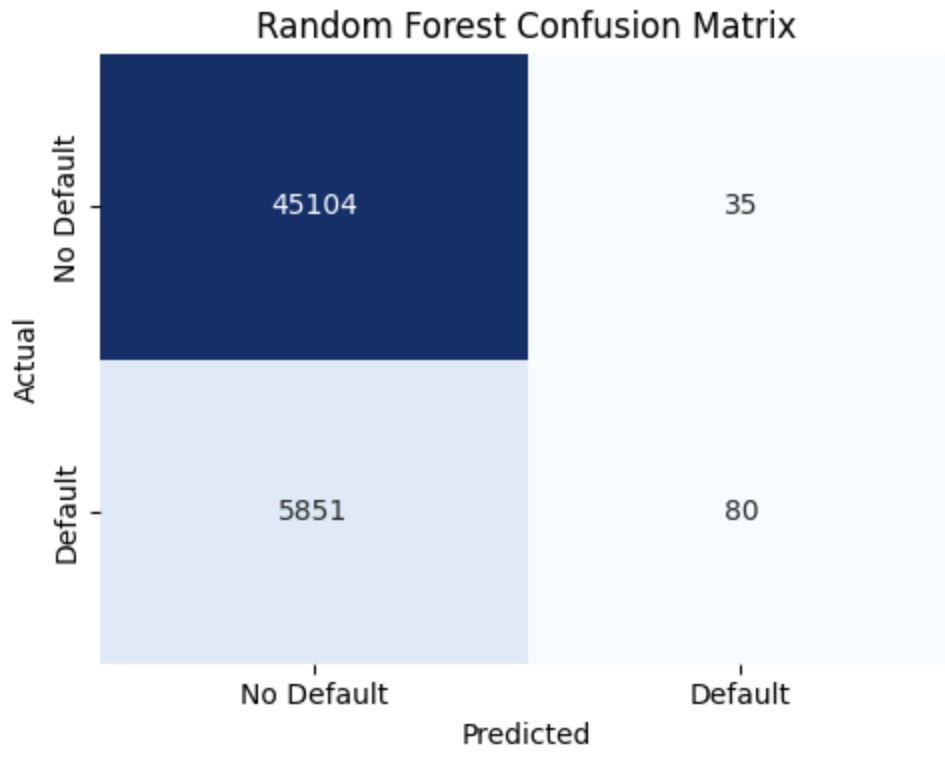 Random Forest Confusion Matrix
No Default
45104
35
Actual
Default
5851
80
No Default
Default
Predicted